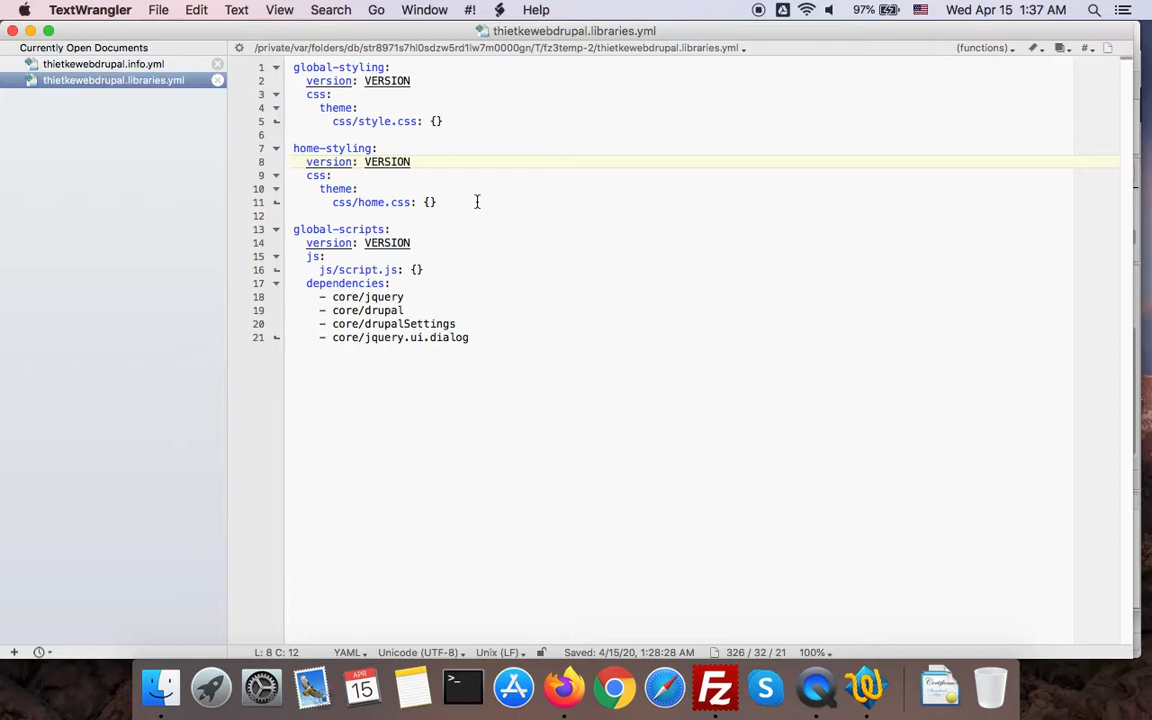 TextWrangler File Edit Text View Search Go Window #! Help 97% Wed Apr 15 1:37 AM
thietkewebdrupal.libraries.yml
Currently Open Documents
/private/var/folders/db/str8971s7hl0sdzw5rd1lw7m0000gn/T/fz3temp-2/thietkewebdrupal.libraries.yml
(functions)
#
thietkewebdrupal.info.yml
thietkewebdrupal.libraries.yml
1 global-styling:
2 version: VERSION
3 css:
4 theme:
5 css/style.css: {}
6
7 home-styling:
8 version: VERSION
9 css:
10 theme:
11 css/home.css: {}
12
13 global-scripts:
14 version: VERSION
15 js:
16 js/script.js: {}
17 dependencies:
18 - core/jquery
19 - core/drupal
20 - core/drupalSettings
21 - core/jquery.ui.dialog
+ L: 8 C: 12 YAML Unicode (UTF-8) Unix (LF) Saved: 4/15/20, 1:28:28 AM 326 / 32 / 21 100%
APR
15
>_
Fz
S